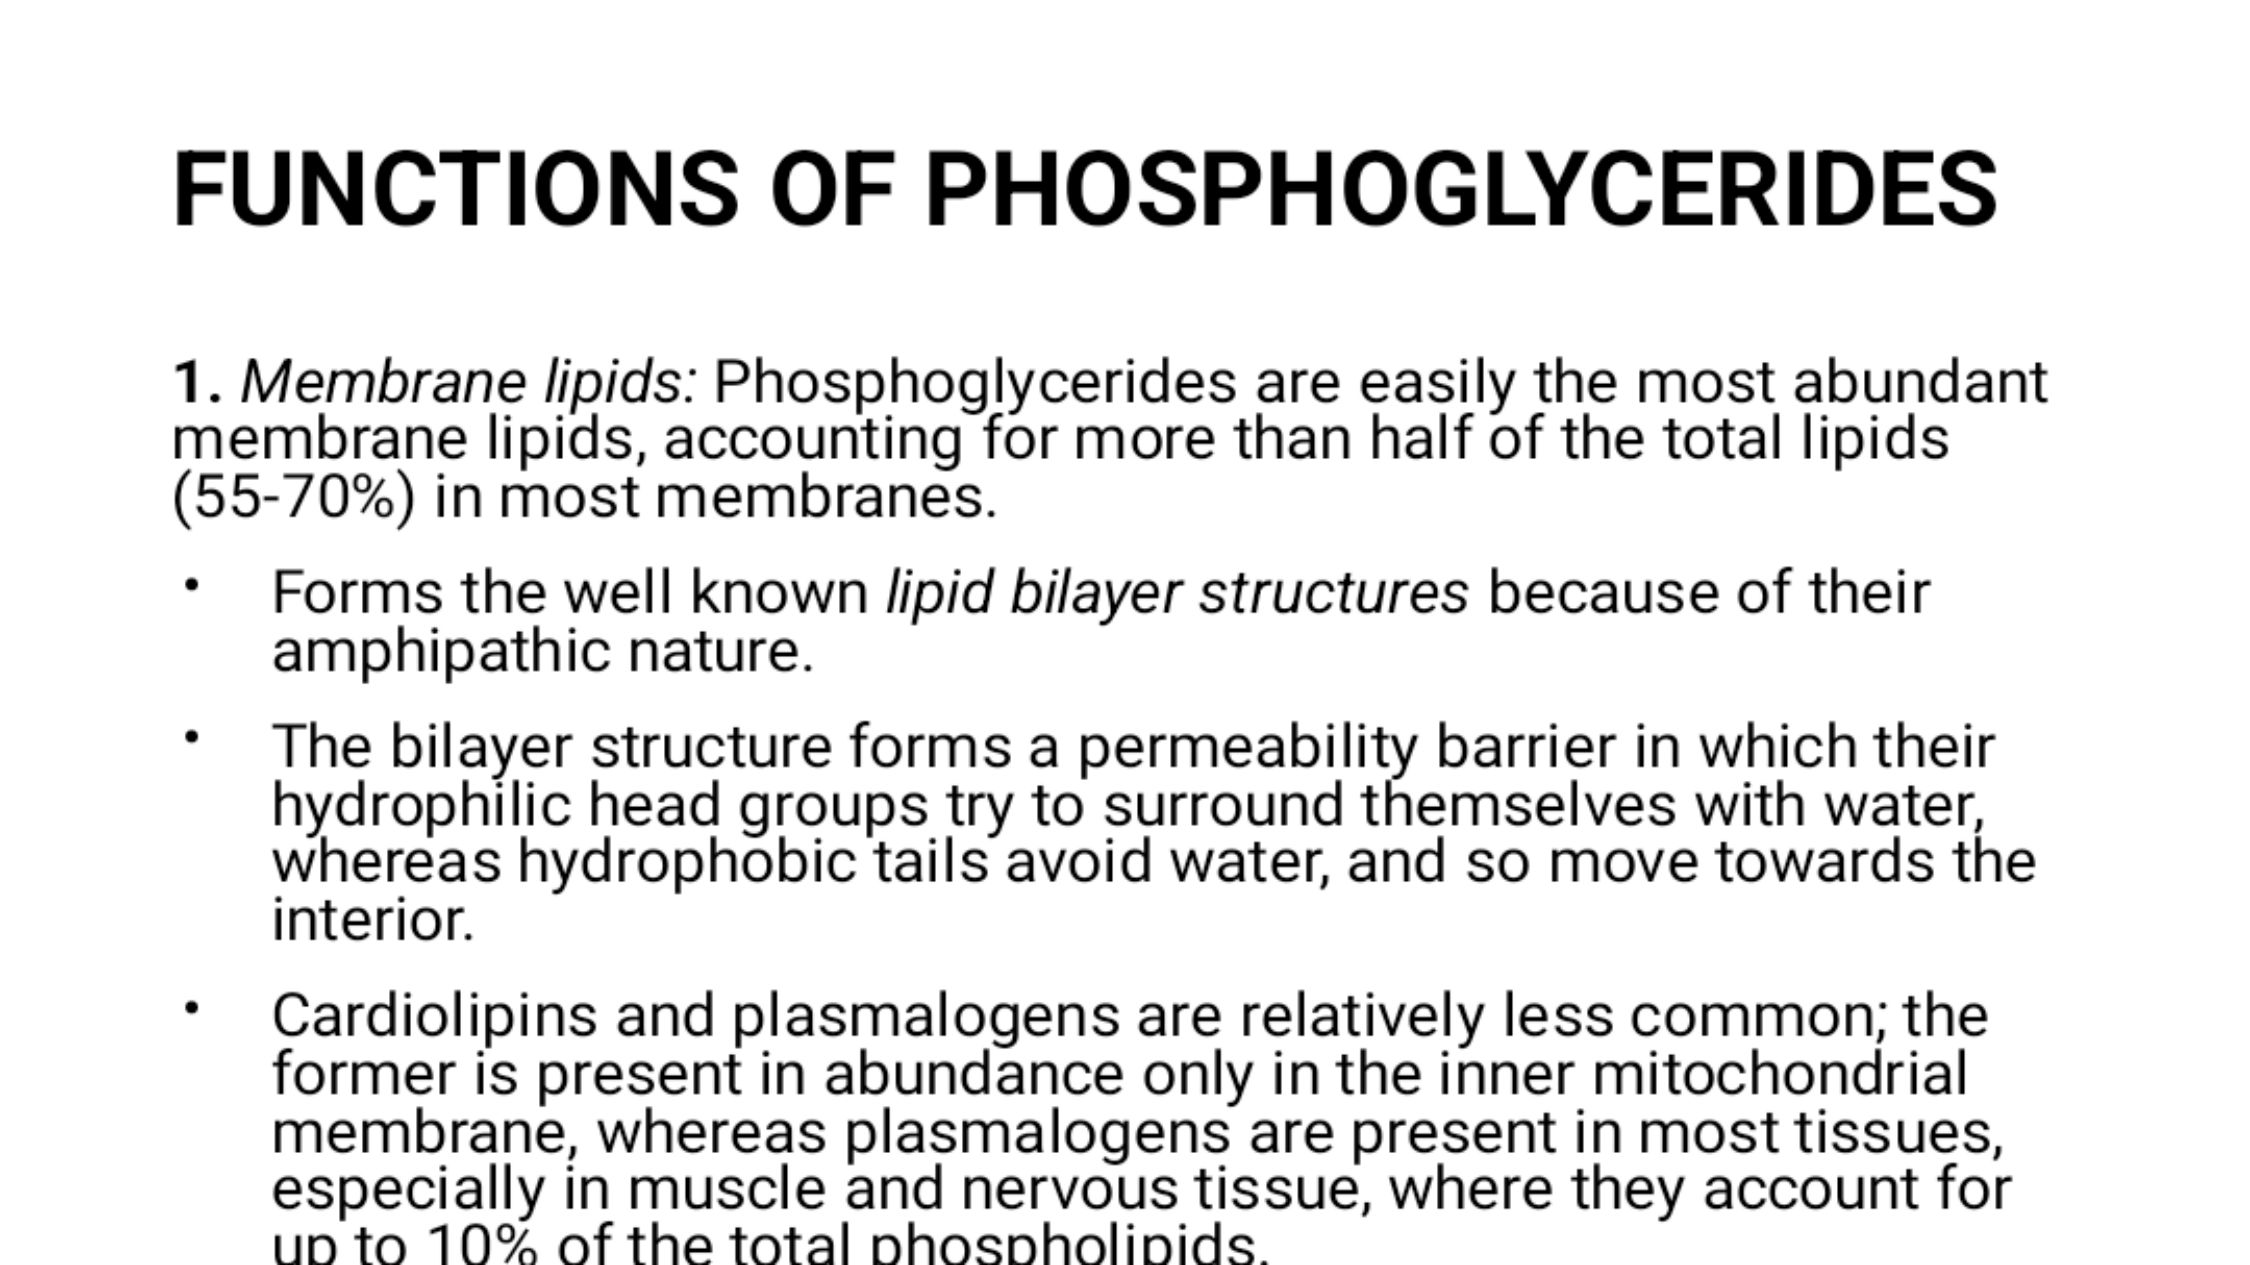 FUNCTIONS OF PHOSPHOGLYCERIDES
1. Membrane lipids: Phosphoglycerides are easily the most abundant
membrane lipids, accounting for more than half of the total lipids
(55-70%) in most membranes.
• Forms the well known lipid bilayer structures because of their
amphipathic nature.
• The bilayer structure forms a permeability barrier in which their
hydrophilic head groups try to surround themselves with water,
whereas hydrophobic tails avoid water, and so move towards the
interior.
• Cardiolipins and plasmalogens are relatively less common; the
former is present in abundance only in the inner mitochondrial
membrane, whereas plasmalogens are present in most tissues,
especially in muscle and nervous tissue, where they account for
up to 10% of the total phospholipids.